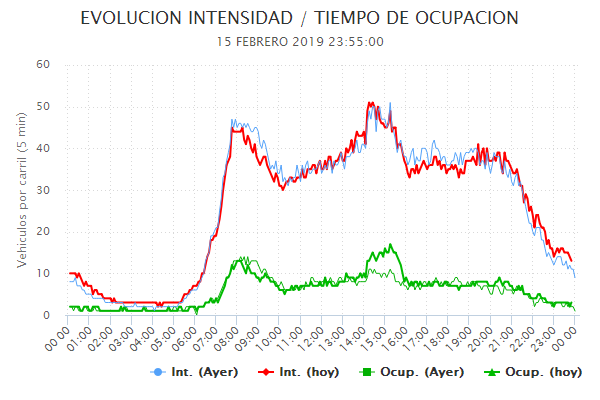 EVOLUCION INTENSIDAD / TIEMPO DE OCUPACION
15 FEBRERO 2019 23:55:00
Vehiculos por carril (5 min)
60
50
40
30
20
10
0
00:00 01:00 02:00 03:00 04:00 05:00 06:00 07:00 08:00 09:00 10:00 11:00 12:00 13:00 14:00 15:00 16:00 17:00 18:00 19:00 20:00 21:00 22:00 23:00 00:00
Int. (Ayer) Int. (hoy) Ocup. (Ayer) Ocup. (hoy)